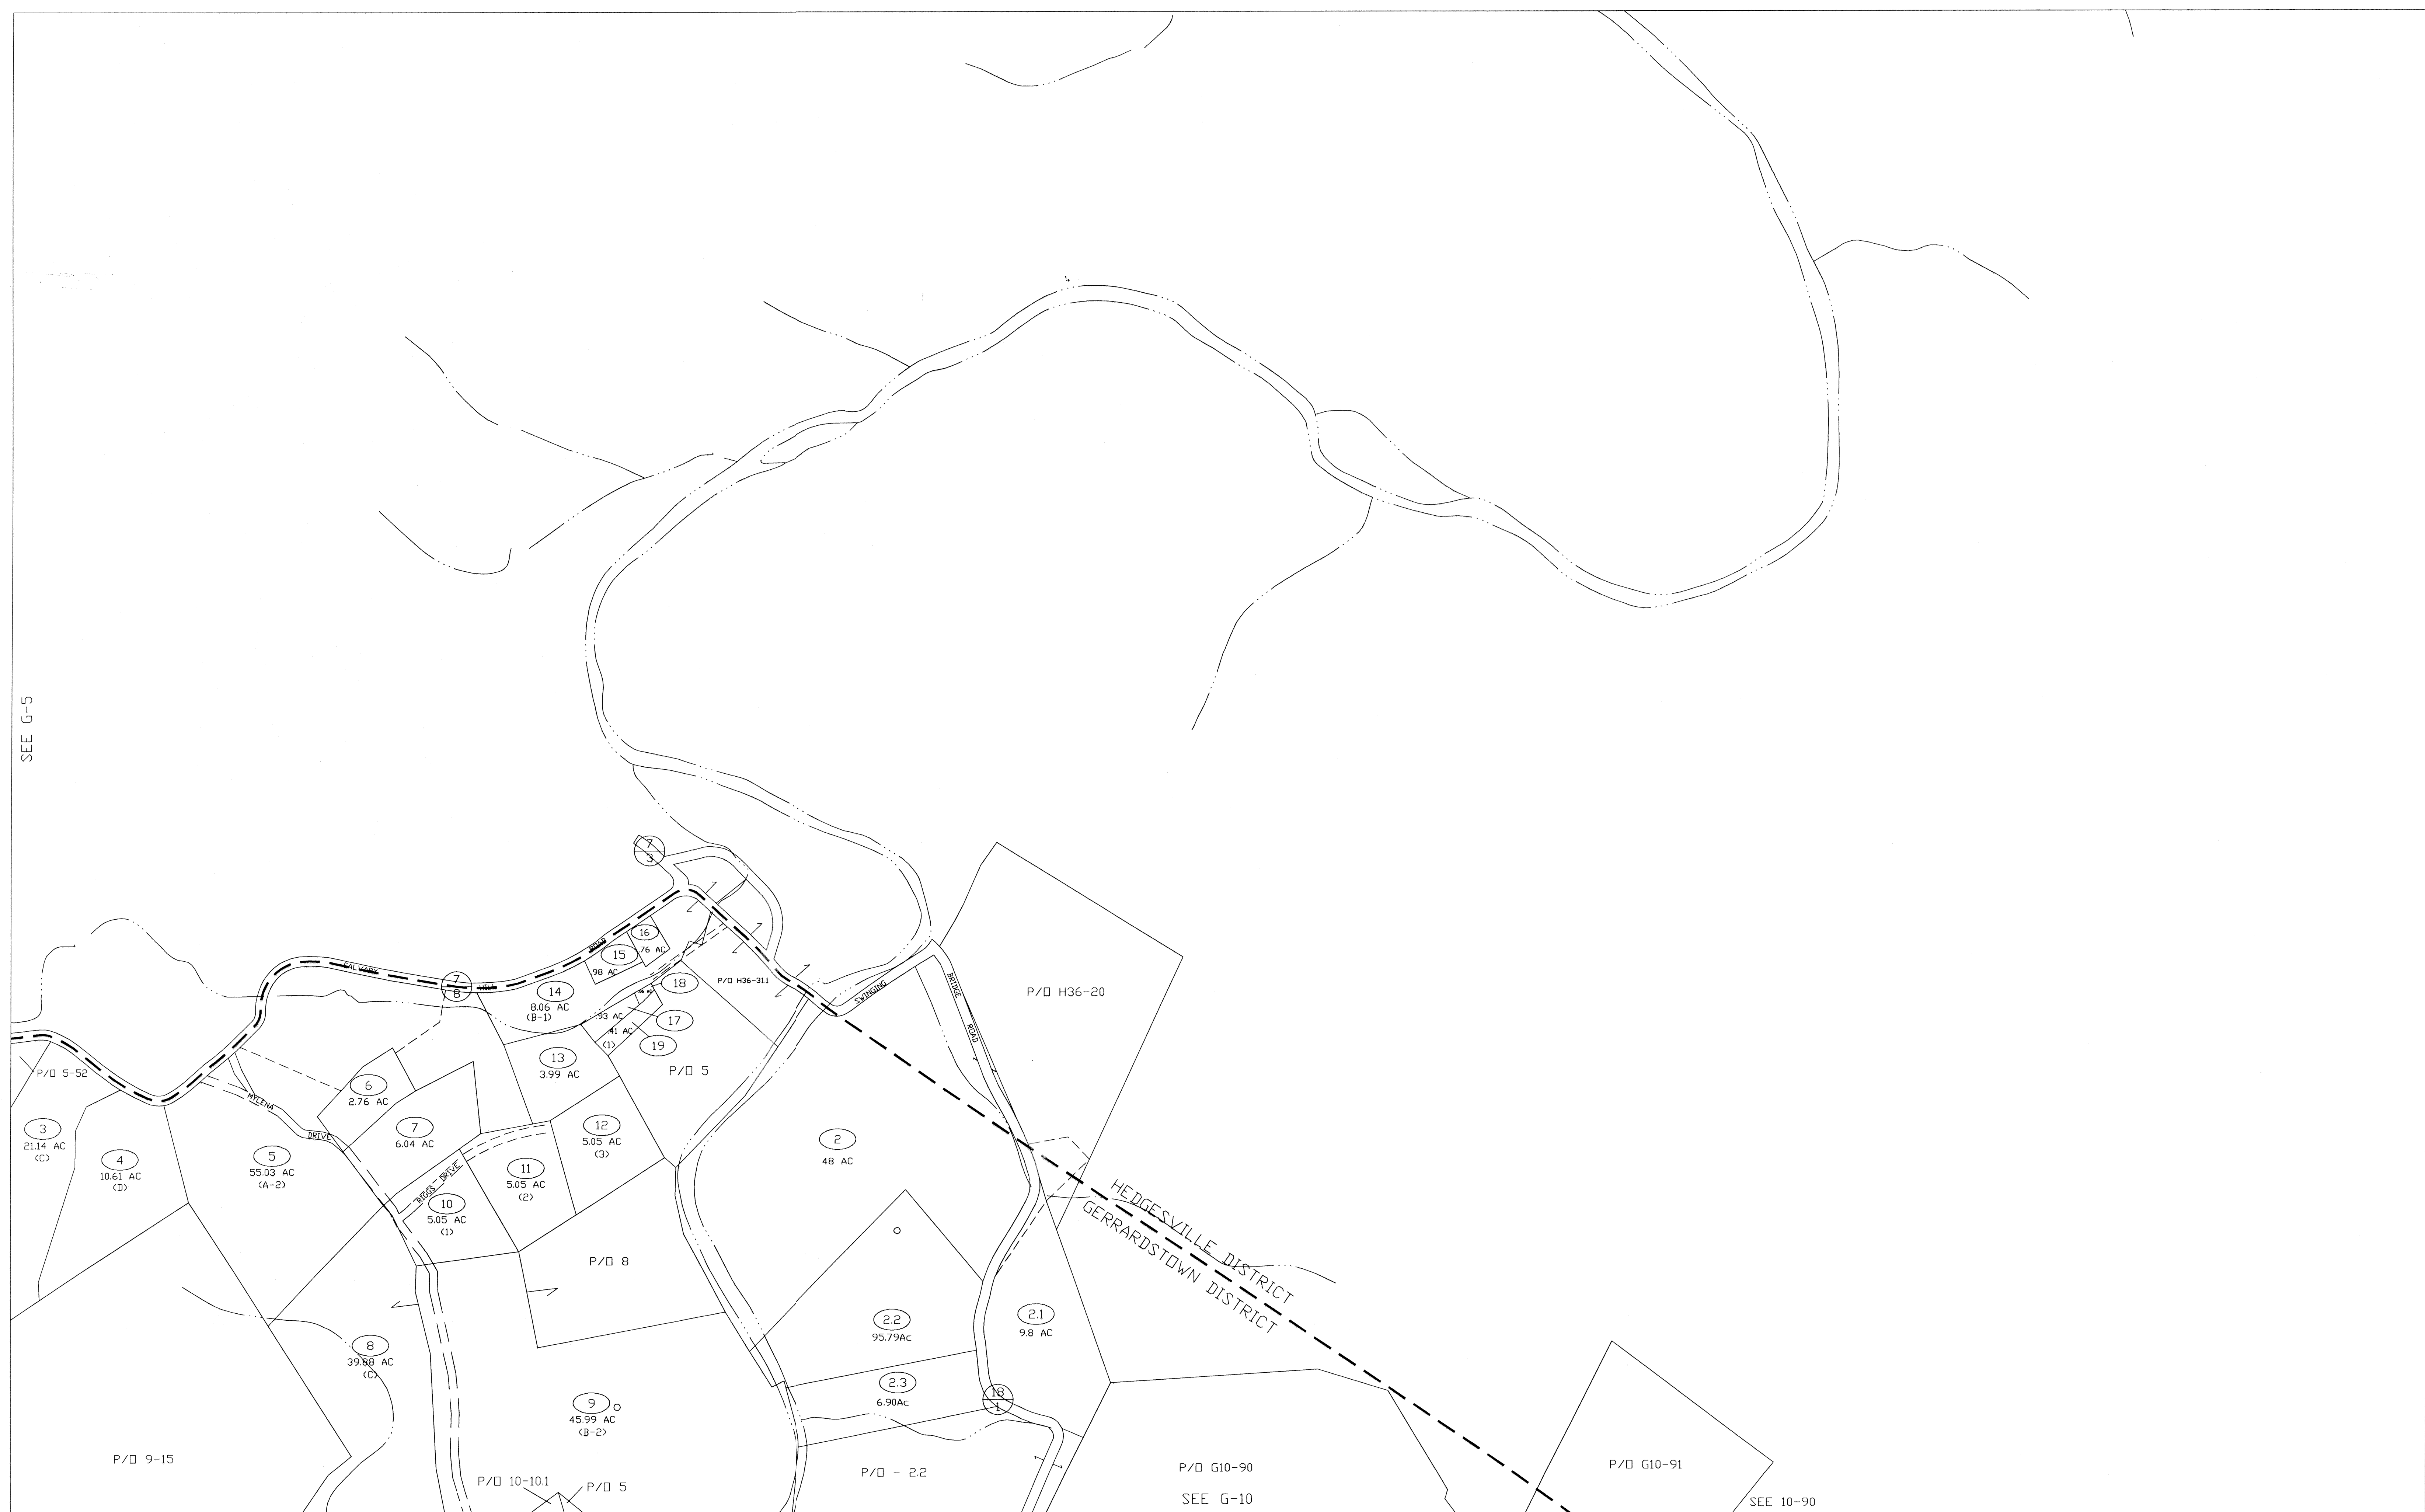 SEE G-5
7
3
16
.76 AC
ROAD
15
.98 AC
CALVARY
7
8
HILL
14
8.06 AC
(B-1)
18
P/O H36-31.1
SWINGING
BRIDGE
ROAD
P/O H36-20
.93 AC
17
.41 AC
(1)
19
13
3.99 AC
P/O 5
P/O 5-52
6
2.76 AC
MYLENA
DRIVE
3
21.14 AC
(C)
4
10.61 AC
(D)
5
55.03 AC
(A-2)
7
6.04 AC
12
5.05 AC
(3)
11
5.05 AC
(2)
RIGGS DRIVE
10
5.05 AC
(1)
2
48 AC
HEDGESVILLE DISTRICT
GERRARDSTOWN DISTRICT
P/O 8
2.2
95.79Ac
2.1
9.8 AC
8
39.88 AC
(C)
2.3
6.90Ac
18
1
9
45.99 AC
(B-2)
P/O 9-15
P/O 10-10.1
P/O 5
P/O - 2.2
P/O G10-90
SEE G-10
P/O G10-91
SEE 10-90